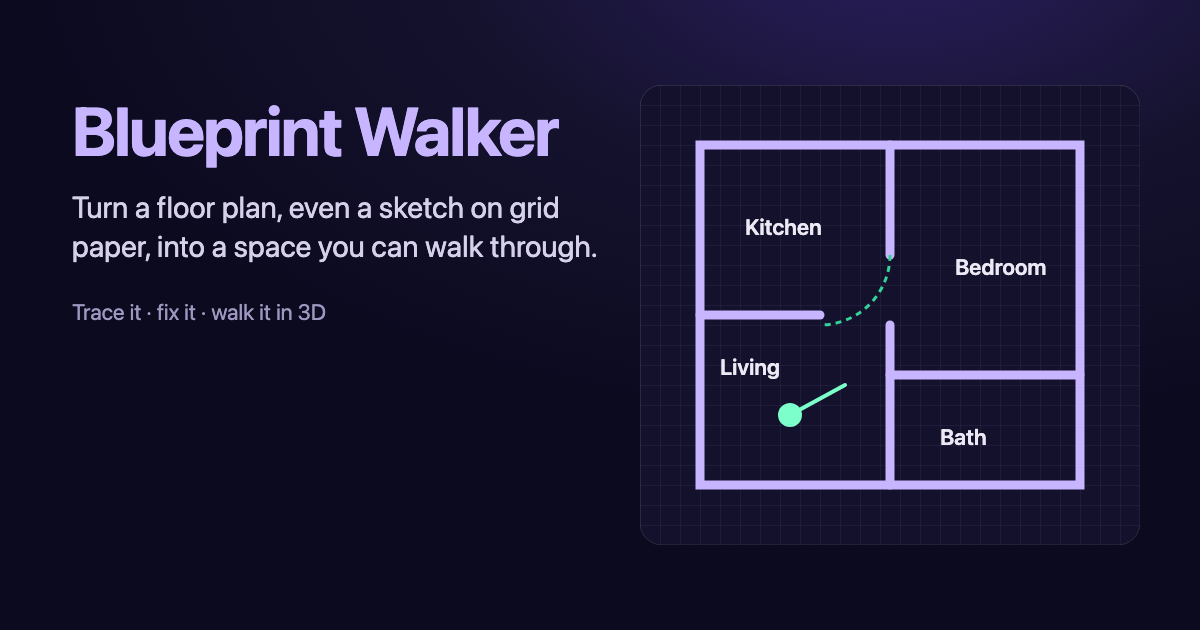 Blueprint Walker
Turn a floor plan, even a sketch on grid
paper, into a space you can walk through.
Trace it · fix it · walk it in 3D
Kitchen
Bedroom
Living
Bath